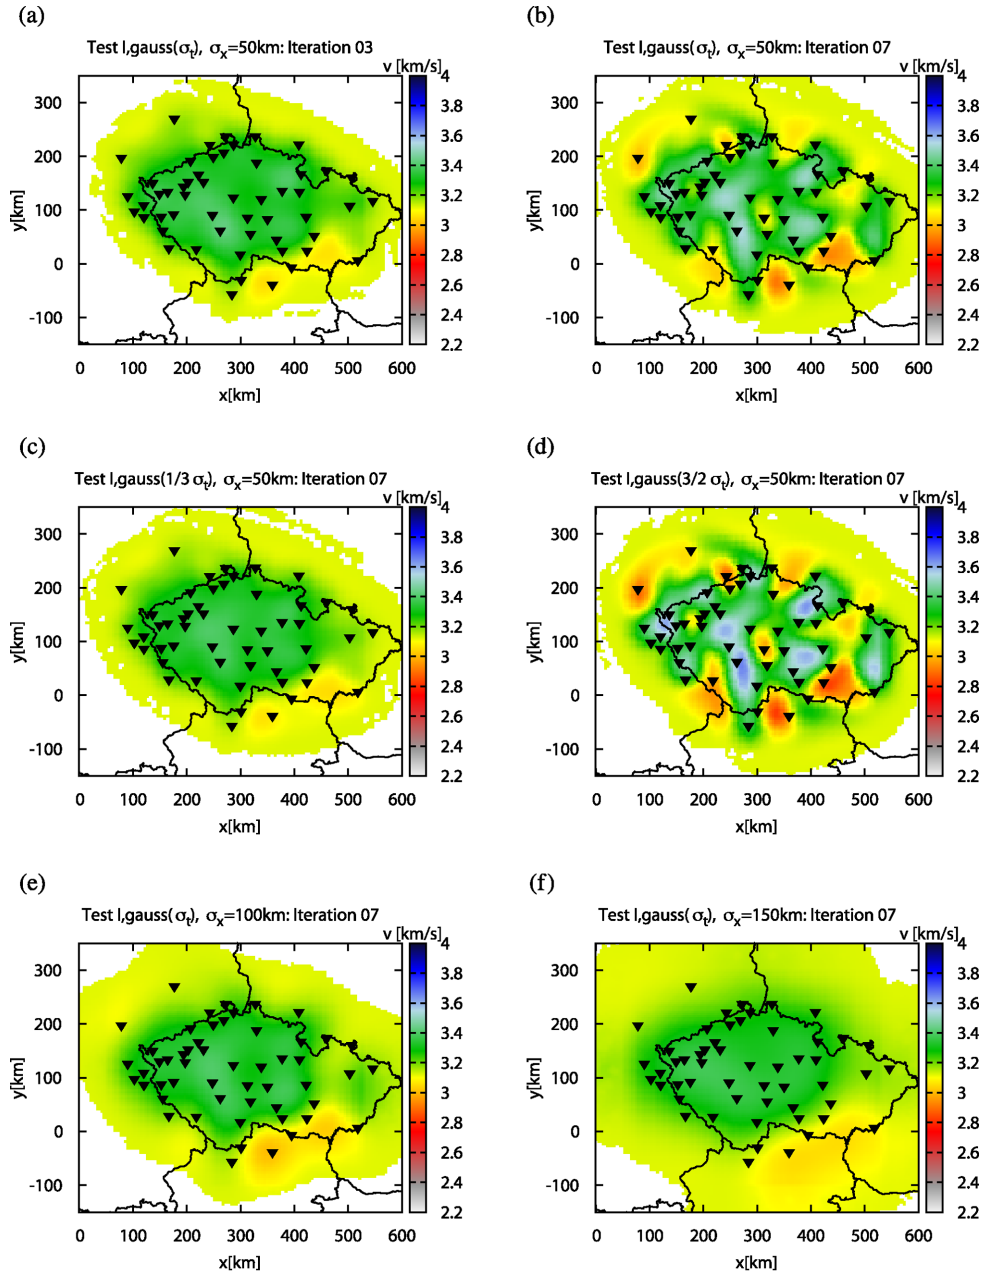 (a)
(b)
Test I,gauss(σt), σx=50km: Iteration 03
Test I,gauss(σt), σx=50km: Iteration 07
v [km/s]
v [km/s]
y[km]
300
200
100
0
-100
4
3.8
3.6
3.4
3.2
3
2.8
2.6
2.4
2.2
0 100 200 300 400 500 600
x[km]
y[km]
300
200
100
0
-100
4
3.8
3.6
3.4
3.2
3
2.8
2.6
2.4
2.2
0 100 200 300 400 500 600
x[km]
(c)
(d)
Test I,gauss(1/3 σt), σx=50km: Iteration 07
Test I,gauss(3/2 σt), σx=50km: Iteration 07
v [km/s]
v [km/s]
y[km]
300
200
100
0
-100
4
3.8
3.6
3.4
3.2
3
2.8
2.6
2.4
2.2
0 100 200 300 400 500 600
x[km]
y[km]
300
200
100
0
-100
4
3.8
3.6
3.4
3.2
3
2.8
2.6
2.4
2.2
0 100 200 300 400 500 600
x[km]
(e)
(f)
Test I,gauss(σt), σx=100km: Iteration 07
Test I,gauss(σt), σx=150km: Iteration 07
v [km/s]
v [km/s]
y[km]
300
200
100
0
-100
4
3.8
3.6
3.4
3.2
3
2.8
2.6
2.4
2.2
0 100 200 300 400 500 600
x[km]
y[km]
300
200
100
0
-100
4
3.8
3.6
3.4
3.2
3
2.8
2.6
2.4
2.2
0 100 200 300 400 500 600
x[km]